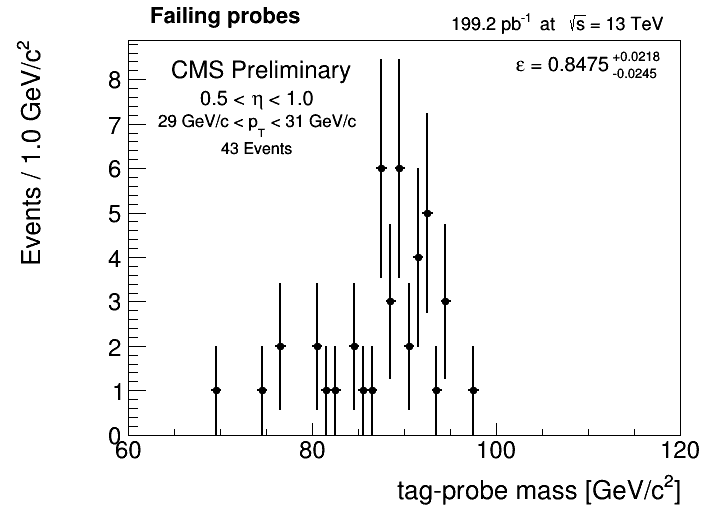 Failing probes
199.2 pb⁻¹ at √s = 13 TeV
CMS Preliminary
0.5 < η < 1.0
29 GeV/c < p_T < 31 GeV/c
43 Events
ε = 0.8475 +0.0218 -0.0245
Events / 1.0 GeV/c²
8
7
6
5
4
3
2
1
0
60 80 100 120
tag-probe mass [GeV/c²]